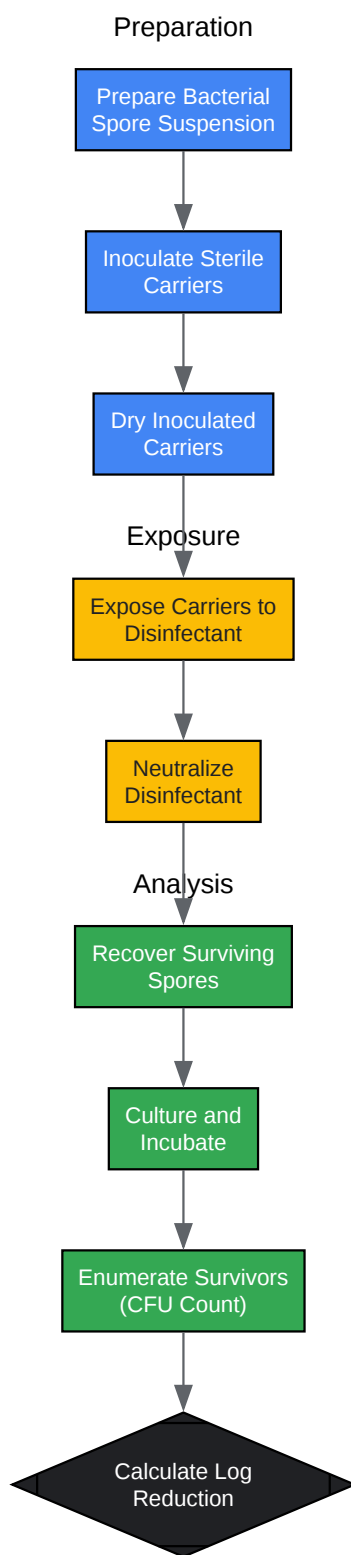 Preparation
Prepare Bacterial
Spore Suspension
Inoculate Sterile
Carriers
Dry Inoculated
Carriers
Exposure
Expose Carriers to
Disinfectant
Neutralize
Disinfectant
Analysis
Recover Surviving
Spores
Culture and
Incubate
Enumerate Survivors
(CFU Count)
Calculate Log
Reduction